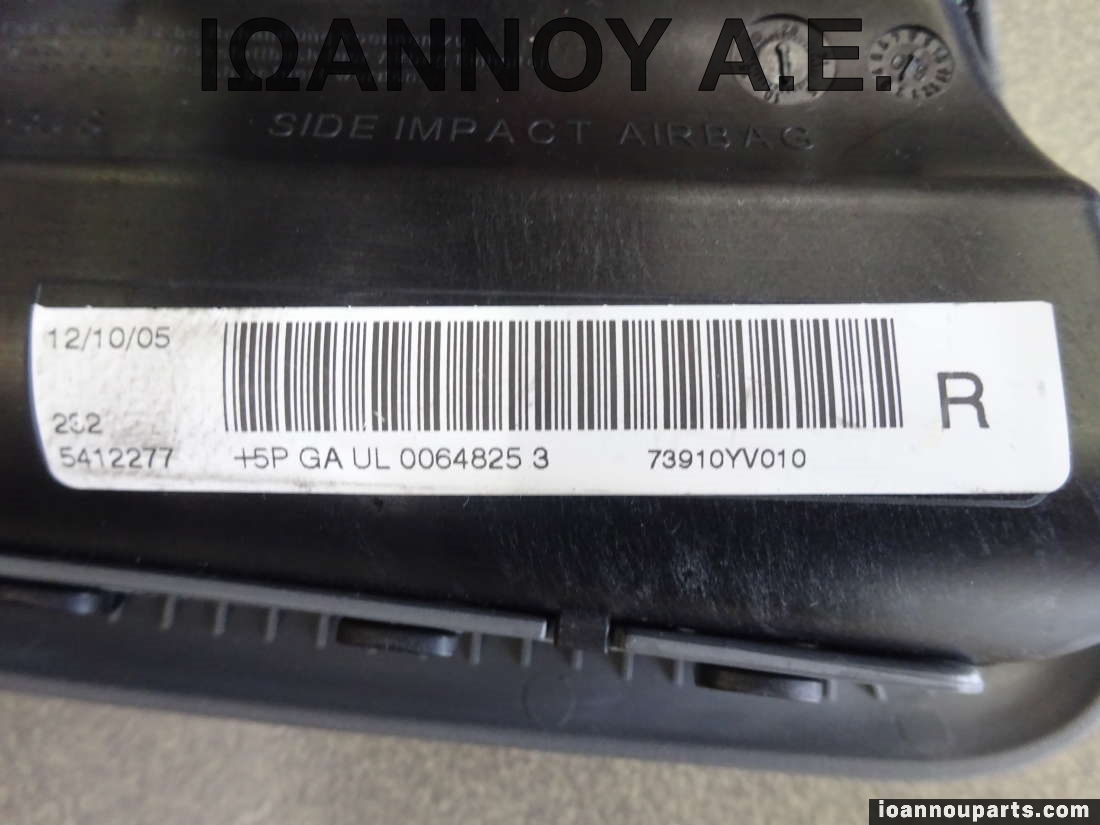 ΙΩΑΝΝΟΥ Α.Ε.
SIDE IMPACT AIRBAG
12/10/05
R
5412277 +5P GA UL 0064825 3 73910YV010
ioannouparts.com